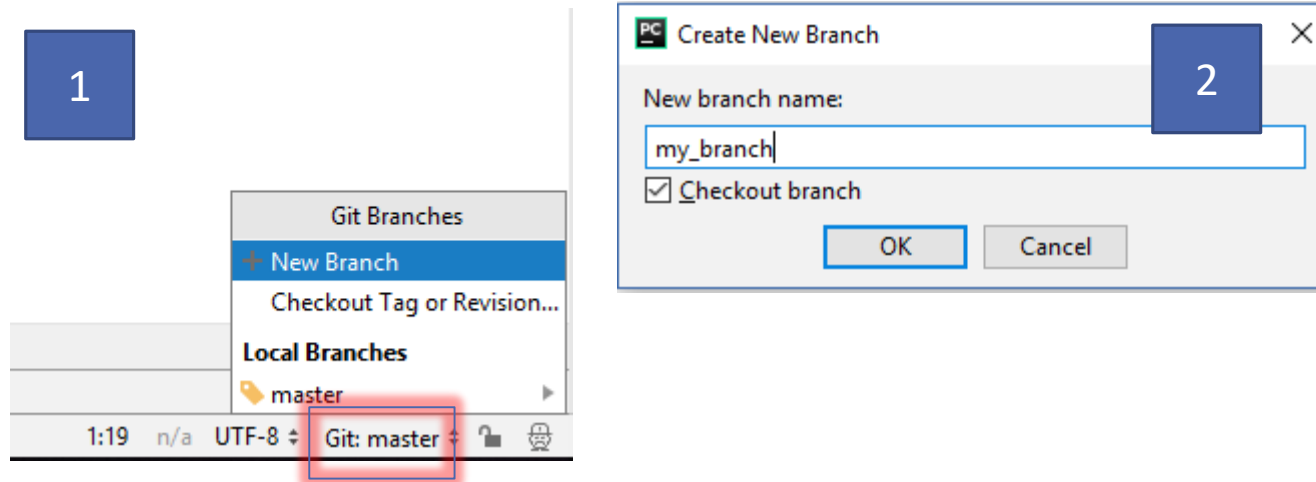 1
Git Branches
+ New Branch
Checkout Tag or Revision...
Local Branches
master
1:19 n/a UTF-8 Git: master
PC Create New Branch
2
New branch name:
my_branch
Checkout branch
OK Cancel